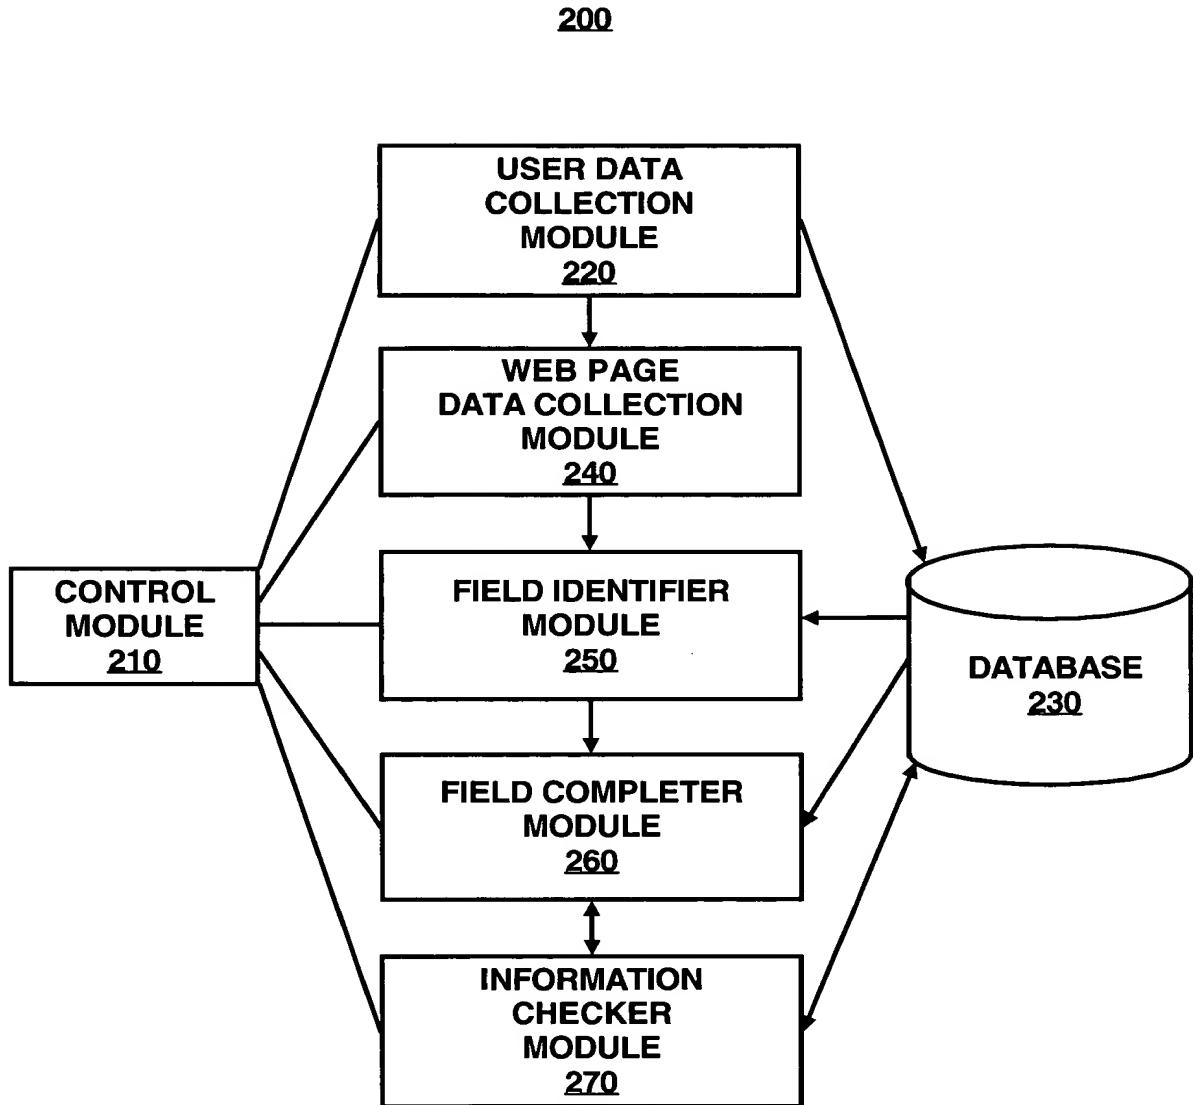 200
USER DATA
COLLECTION
MODULE
220
WEB PAGE
DATA COLLECTION
MODULE
240
CONTROL
MODULE
210
FIELD IDENTIFIER
MODULE
250
DATABASE
230
FIELD COMPLETER
MODULE
260
INFORMATION
CHECKER
MODULE
270